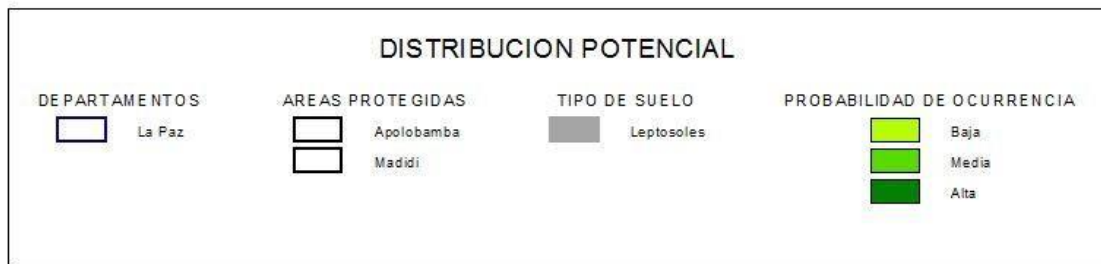 DISTRIBUCION POTENCIAL
DEPARTAMENTOS
La Paz
AREAS PROTEGIDAS
Apolobamba
Madidi
TIPO DE SUELO
Leptosoles
PROBABILIDAD DE OCURRENCIA
Baja
Media
Alta